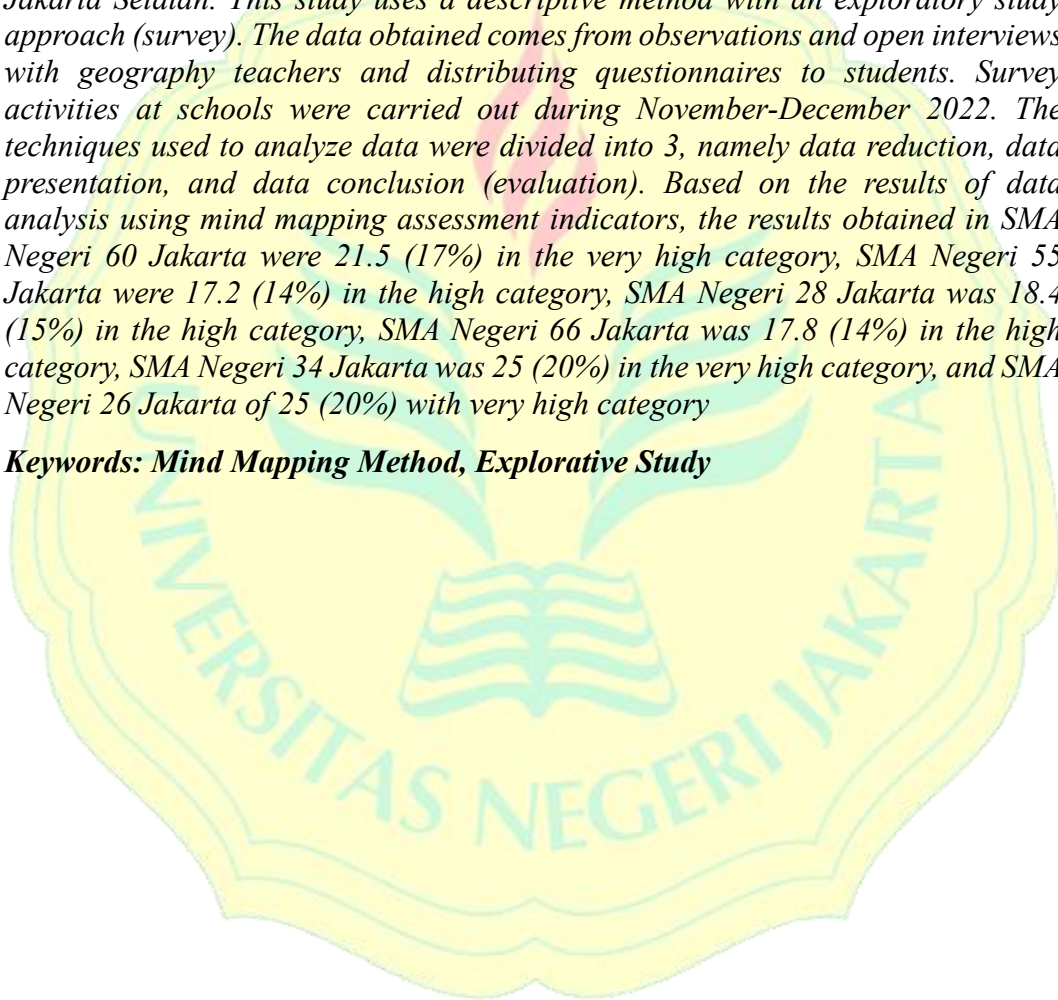 Jakarta Selatan. This study uses a descriptive method with an exploratory study
approach (survey). The data obtained comes from observations and open interviews
with geography teachers and distributing questionnaires to students. Survey
activities at schools were carried out during November-December 2022. The
techniques used to analyze data were divided into 3, namely data reduction, data
presentation, and data conclusion (evaluation). Based on the results of data
analysis using mind mapping assessment indicators, the results obtained in SMA
Negeri 60 Jakarta were 21.5 (17%) in the very high category, SMA Negeri 55
Jakarta were 17.2 (14%) in the high category, SMA Negeri 28 Jakarta was 18.4
(15%) in the high category, SMA Negeri 66 Jakarta was 17.8 (14%) in the high
category, SMA Negeri 34 Jakarta was 25 (20%) in the very high category, and SMA
Negeri 26 Jakarta of 25 (20%) with very high category
Keywords: Mind Mapping Method, Explorative Study
UNIVERSITAS NEGERI JAKARTA